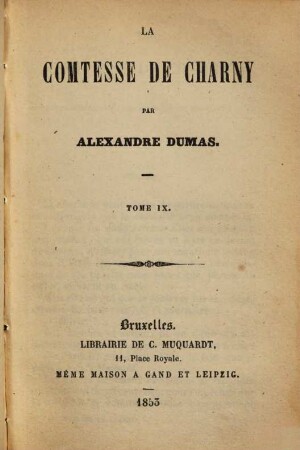 LA
COMTESSE DE CHARNY
PAR
ALEXANDRE DUMAS.
TOME IX.
Bruxelles.
LIBRAIRIE DE C. MUQUARDT,
11, Place Royale.
MÊME MAISON A GAND ET LEIPZIG.
1853